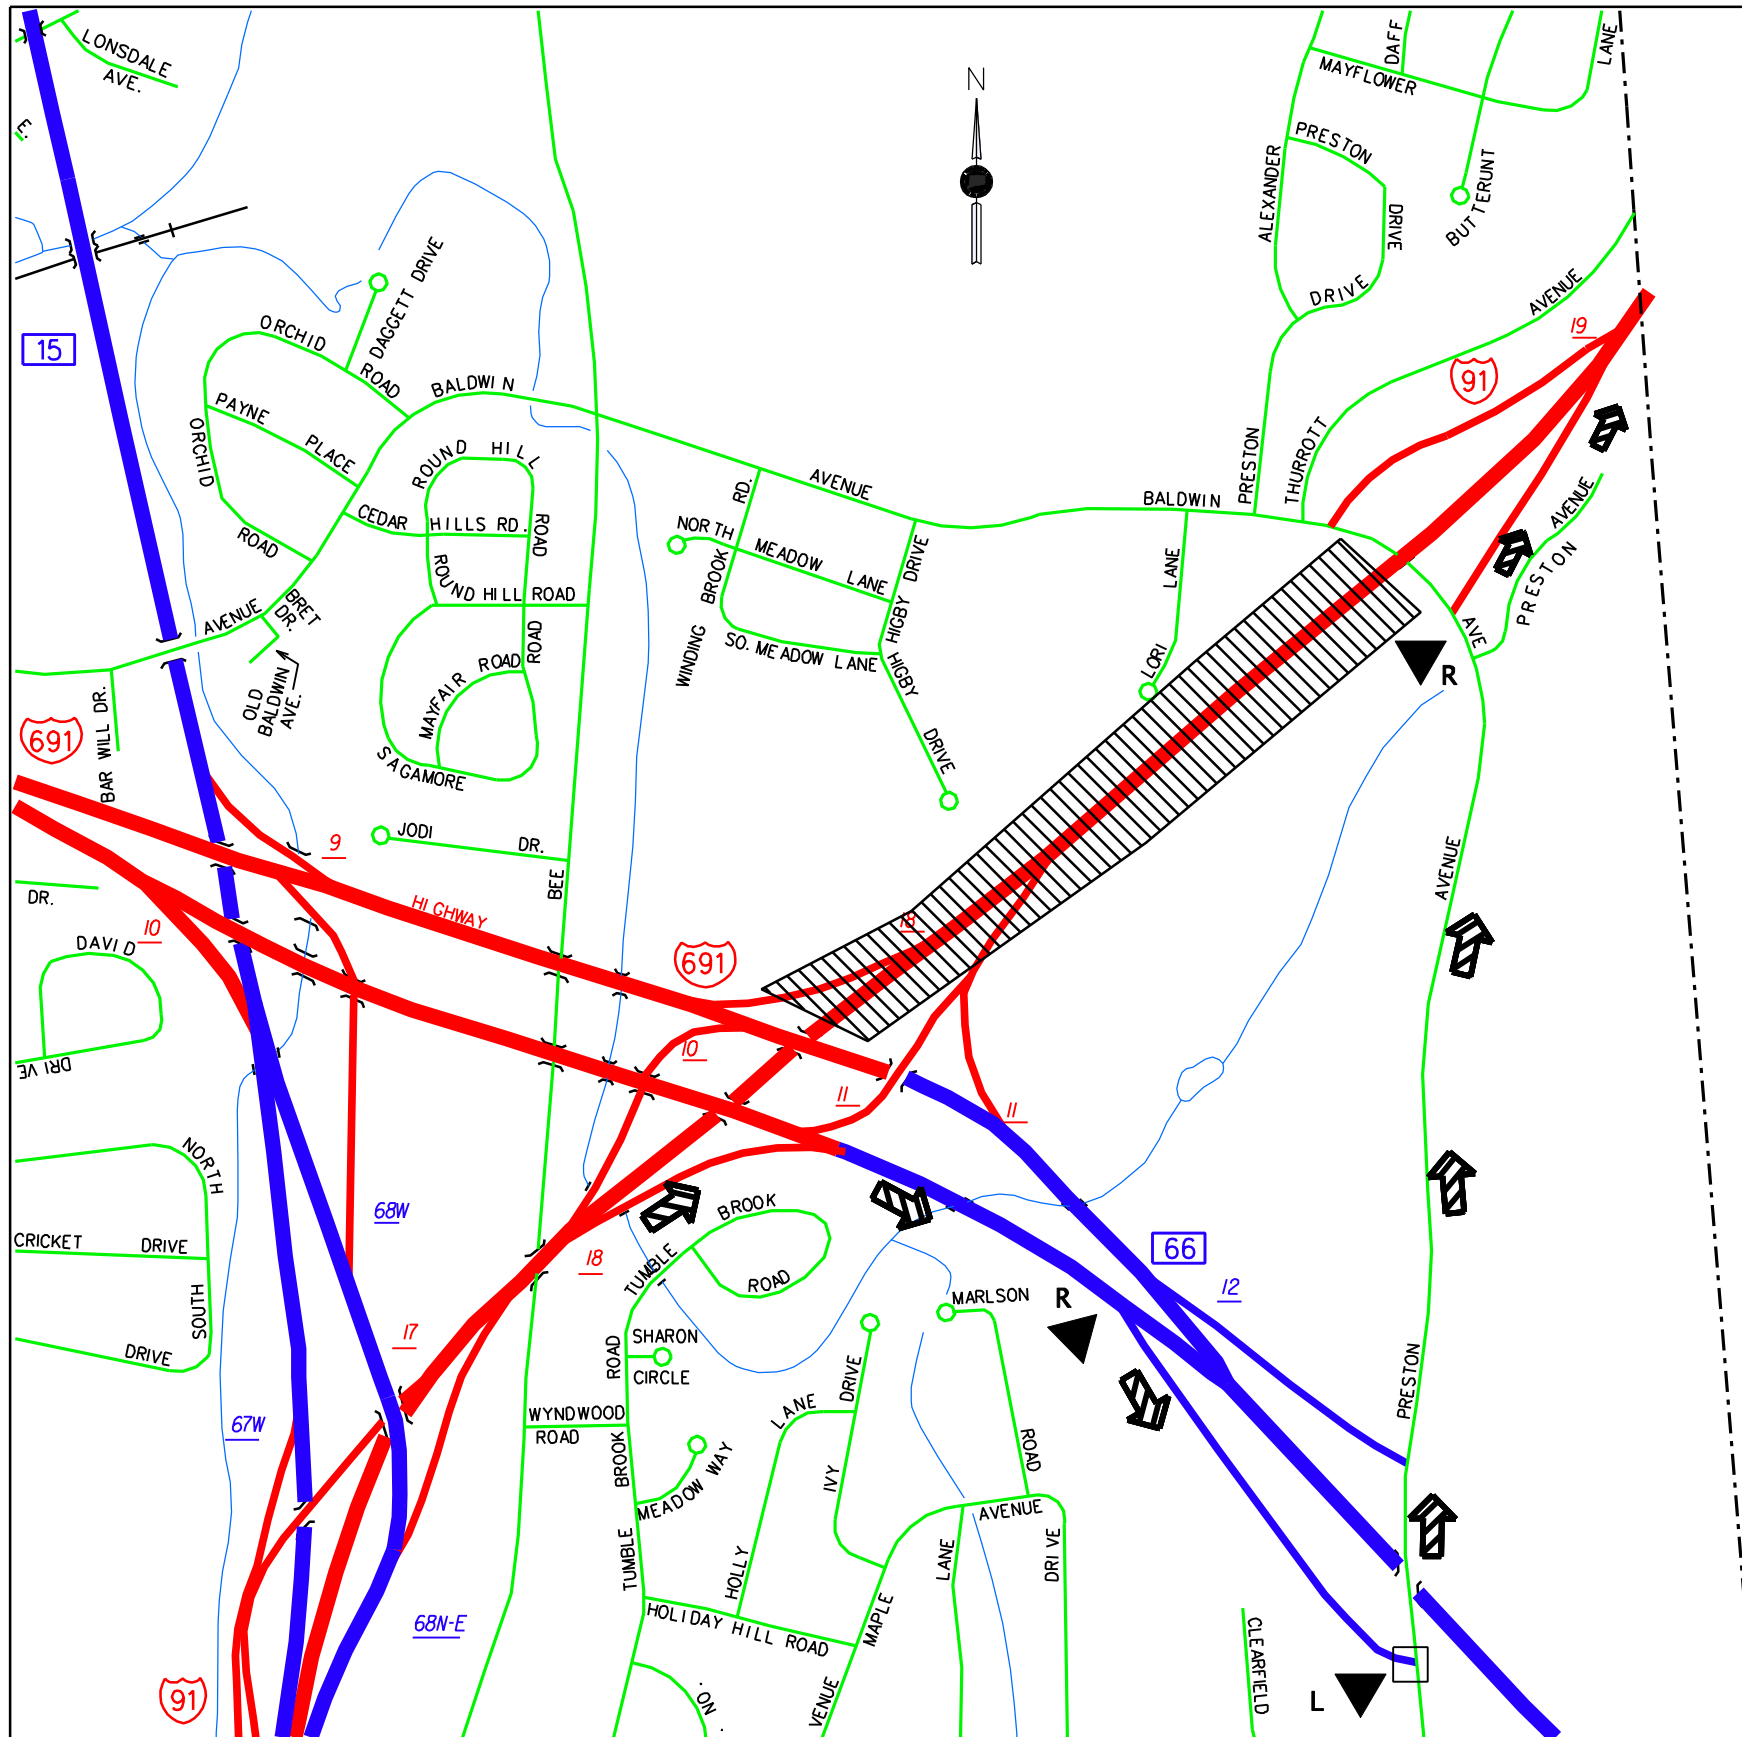 LONSDALE
AVE.
E.
N
DAFF
LANE
MAYFLOWER
PRESTON
ALEXANDER
DRIVE
BUTTERUNT
DRIVE
AVENUE
19
91
15
DAGGETT DRIVE
ORCHID
ROAD
BALDWIN
PAYNE
PLACE
ORCHID
ROAD
ROUND HILL
CEDAR HILLS RD.
ROAD
ROUND HILL ROAD
ROAD
AVENUE
BRET
DR.
OLD
BALDWIN
AVE.
MAYFAIR ROAD
SAGAMORE
RD.
AVENUE
NORTH
MEADOW LANE
BROOK
WINDING
DRIVE
HIGBY
SO. MEADOW LANE
HIGBY
DRIVE
BALDWIN
PRESTON
THURROTT
LANE
LORI
AVENUE
PRESTON
AVE
R
691
BAR WILL DR.
9
JODI DR.
BEE
HIGHWAY
DR.
10
DAVID
DRIVE
691
18
10
11
11
AVENUE
NORTH
68W
CRICKET DRIVE
SOUTH
DRIVE
17
18
BROOK
TUMBLE
ROAD
66
12
MARLSON
R
SHARON
CIRCLE
ROAD
DRIVE
LANE
WYNDWOOD
ROAD
BROOK
MEADOW WAY
IVY
ROAD
PRESTON
67W
TUMBLE
HOLLY
AVENUE
LANE
DRIVE
68N-E
HOLIDAY HILL ROAD
MAPLE
CLEARFIELD
91
NO.
VENUE
L